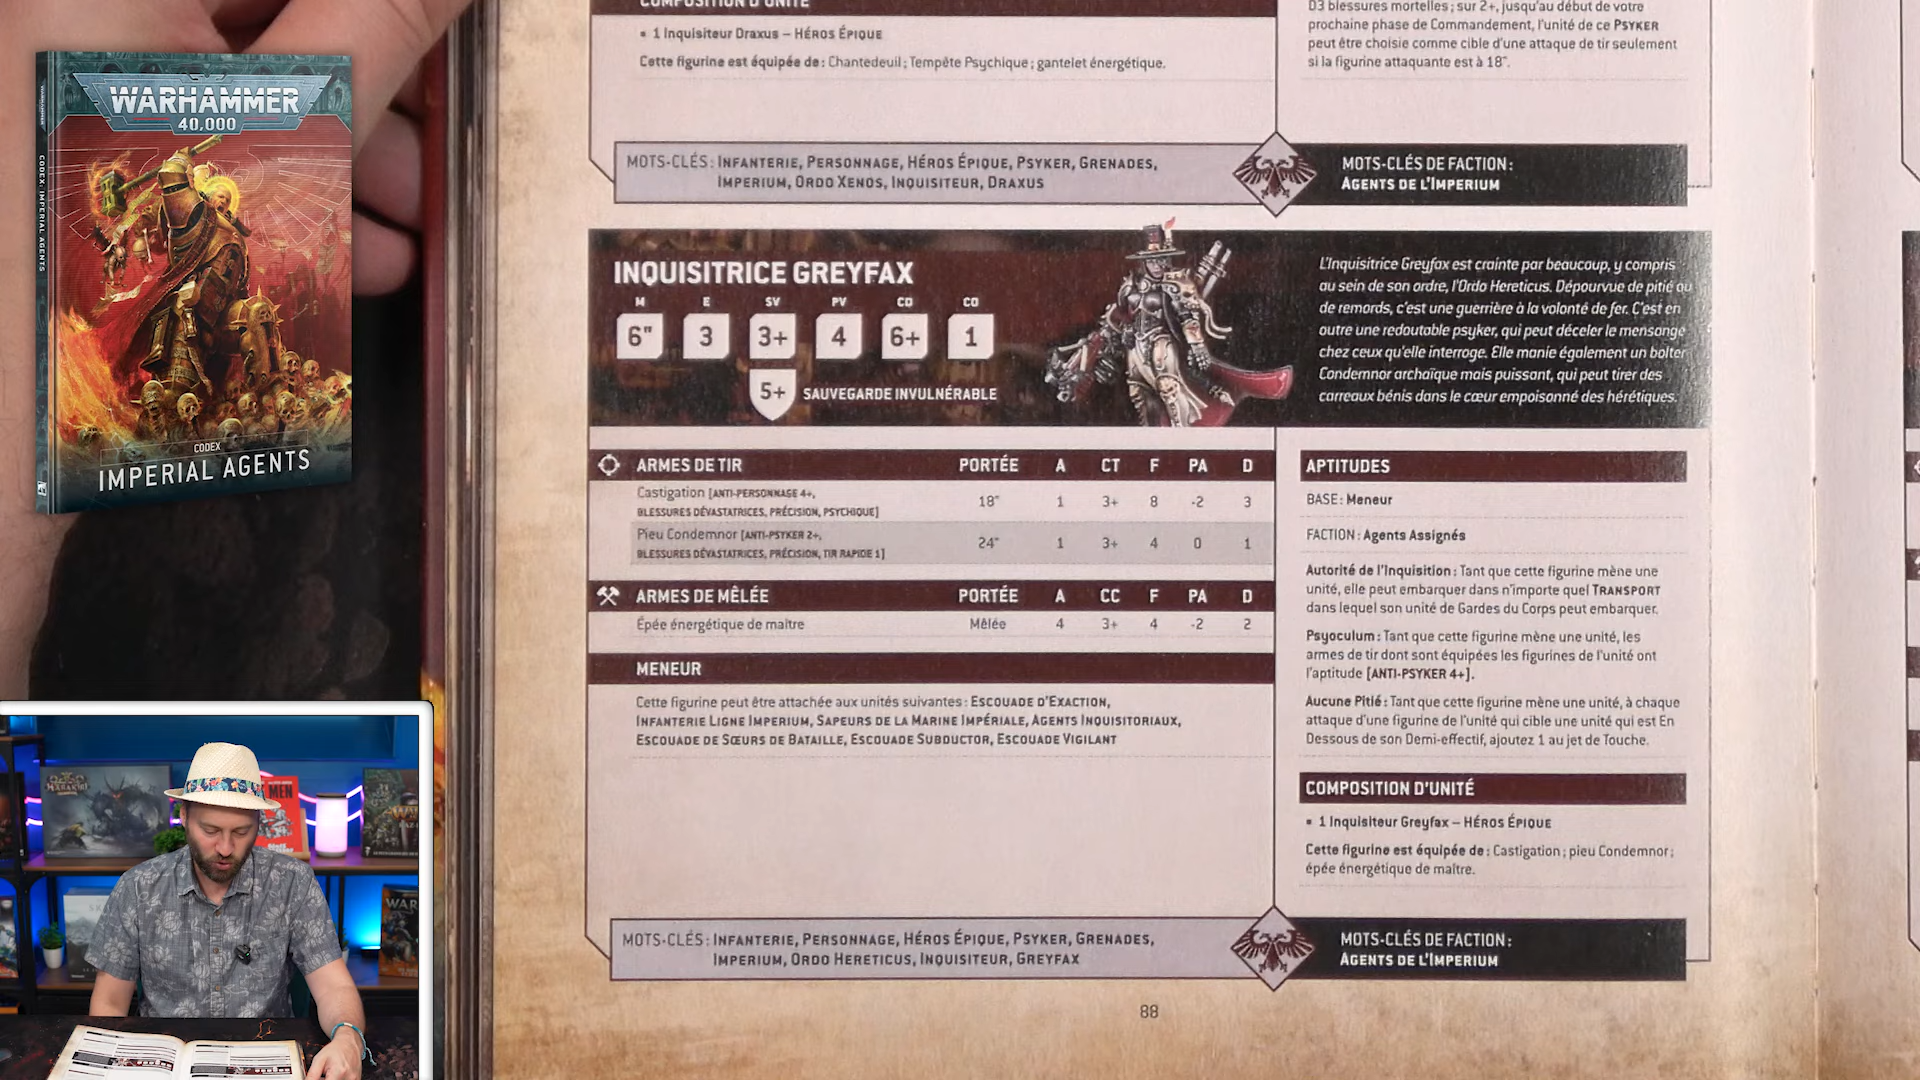 WARHAMMER
40,000
CODEX: IMPERIAL AGENTS
CODEX
IMPERIAL AGENTS
COMPOSITION D'UNITÉ
▪ 1 Inquisiteur Draxus – HÉROS ÉPIQUE
Cette figurine est équipée de : Chantedeuil ; Tempête Psychique ; gantelet énergétique.
D3 blessures mortelles ; sur 2+, jusqu'au début de votre
prochaine phase de Commandement, l'unité de ce PSYKER
peut être choisie comme cible d'une attaque de tir seulement
si la figurine attaquante est à 18".
MOTS-CLÉS : INFANTERIE, PERSONNAGE, HÉROS ÉPIQUE, PSYKER, GRENADES,
IMPERIUM, ORDO XENOS, INQUISITEUR, DRAXUS
MOTS-CLÉS DE FACTION :
AGENTS DE L'IMPERIUM
INQUISITRICE GREYFAX
M E SV PV CD CO
6" 3 3+ 4 6+ 1
5+ SAUVEGARDE INVULNÉRABLE
L'Inquisitrice Greyfax est crainte par beaucoup, y compris
au sein de son ordre, l'Ordo Hereticus. Dépourvue de pitié ou
de remords, c'est une guerrière à la volonté de fer. C'est en
outre une redoutable psyker, qui peut déceler le mensonge
chez ceux qu'elle interroge. Elle manie également un bolter
Condemnor archaïque mais puissant, qui peut tirer des
carreaux bénis dans le cœur empoisonné des hérétiques.
ARMES DE TIR PORTÉE A CT F PA D
Castigation [ANTI-PERSONNAGE 4+,
BLESSURES DÉVASTATRICES, PRÉCISION, PSYCHIQUE] 18" 1 3+ 8 -2 3
Pieu Condemnor [ANTI-PSYKER 2+,
BLESSURES DÉVASTATRICES, PRÉCISION, TIR RAPIDE 1] 24" 1 3+ 4 0 1
ARMES DE MÊLÉE PORTÉE A CC F PA D
Épée énergétique de maître Mêlée 4 3+ 4 -2 2
MENEUR
Cette figurine peut être attachée aux unités suivantes : ESCOUADE D'EXACTION,
INFANTERIE LIGNE IMPERIUM, SAPEURS DE LA MARINE IMPÉRIALE, AGENTS INQUISITORIAUX,
ESCOUADE DE SŒURS DE BATAILLE, ESCOUADE SUBDUCTOR, ESCOUADE VIGILANT
APTITUDES
BASE : Meneur
FACTION : Agents Assignés
Autorité de l'Inquisition : Tant que cette figurine mène une
unité, elle peut embarquer dans n'importe quel TRANSPORT
dans lequel son unité de Gardes du Corps peut embarquer.
Psyoculum : Tant que cette figurine mène une unité, les
armes de tir dont sont équipées les figurines de l'unité ont
l'aptitude [ANTI-PSYKER 4+].
Aucune Pitié : Tant que cette figurine mène une unité, à chaque
attaque d'une figurine de l'unité qui cible une unité qui est En
Dessous de son Demi-effectif, ajoutez 1 au jet de Touche.
COMPOSITION D'UNITÉ
▪ 1 Inquisiteur Greyfax – HÉROS ÉPIQUE
Cette figurine est équipée de : Castigation ; pieu Condemnor ;
épée énergétique de maître.
MOTS-CLÉS : INFANTERIE, PERSONNAGE, HÉROS ÉPIQUE, PSYKER, GRENADES,
IMPERIUM, ORDO HERETICUS, INQUISITEUR, GREYFAX
MOTS-CLÉS DE FACTION :
AGENTS DE L'IMPERIUM
88
MEN